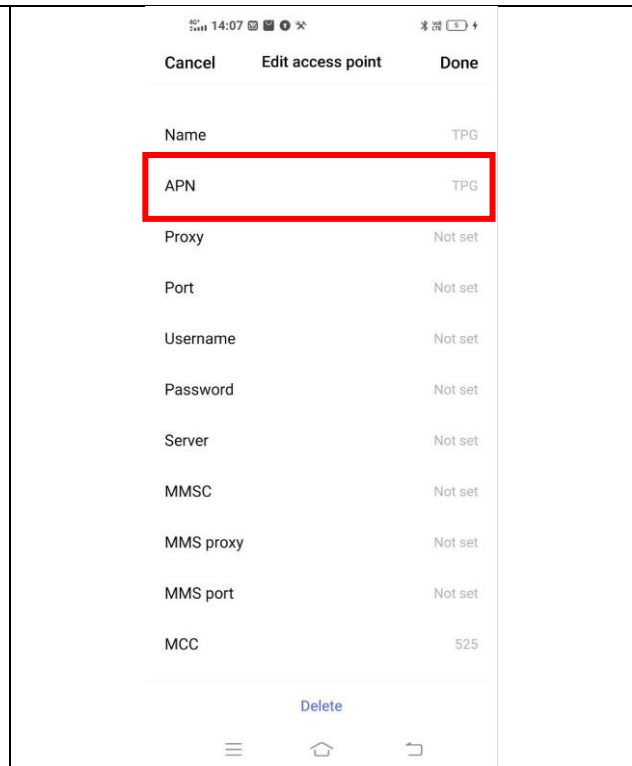 4G+ 14:07 5
Cancel Edit access point Done
Name TPG
APN TPG
Proxy Not set
Port Not set
Username Not set
Password Not set
Server Not set
MMSC Not set
MMS proxy Not set
MMS port Not set
MCC 525
Delete